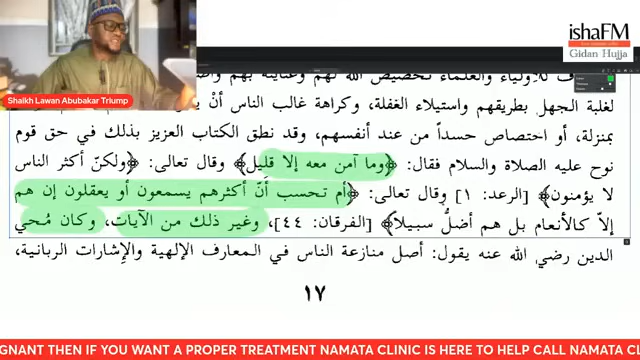 ishaFM
Gidan Hujja
Shaikh Lawan Abubakar Triump
لغلبة الجهل بطريقهم واستيلاء الغفلة، وكراهة غالب الناس أن
بمنزلة، أو اختصاص حسداً من عند أنفسهم، وقد نطق الكتاب العزيز بذلك في حق قوم
نوح عليه الصلاة والسلام فقال: ﴿وما آمن معه إلا قليل﴾ وقال تعالى: ﴿ولكنّ أكثر الناس
لا يؤمنون﴾ [الرعد: ١] وقال تعالى: ﴿أم تحسب أنّ أكثرهم يسمعون أو يعقلون إن هم
إلاّ كالأنعام بل هم أضلُّ سبيلاً﴾ [الفرقان: ٤٤]، وغير ذلك من الآيات، وكان مُحي
الدين رضي الله عنه يقول: أصل منازعة الناس في المعارف الإلهية والإشارات الربانية،
١٧
GNANT THEN IF YOU WANT A PROPER TREATMENT NAMATA CLINIC IS HERE TO HELP CALL NAMATA CL